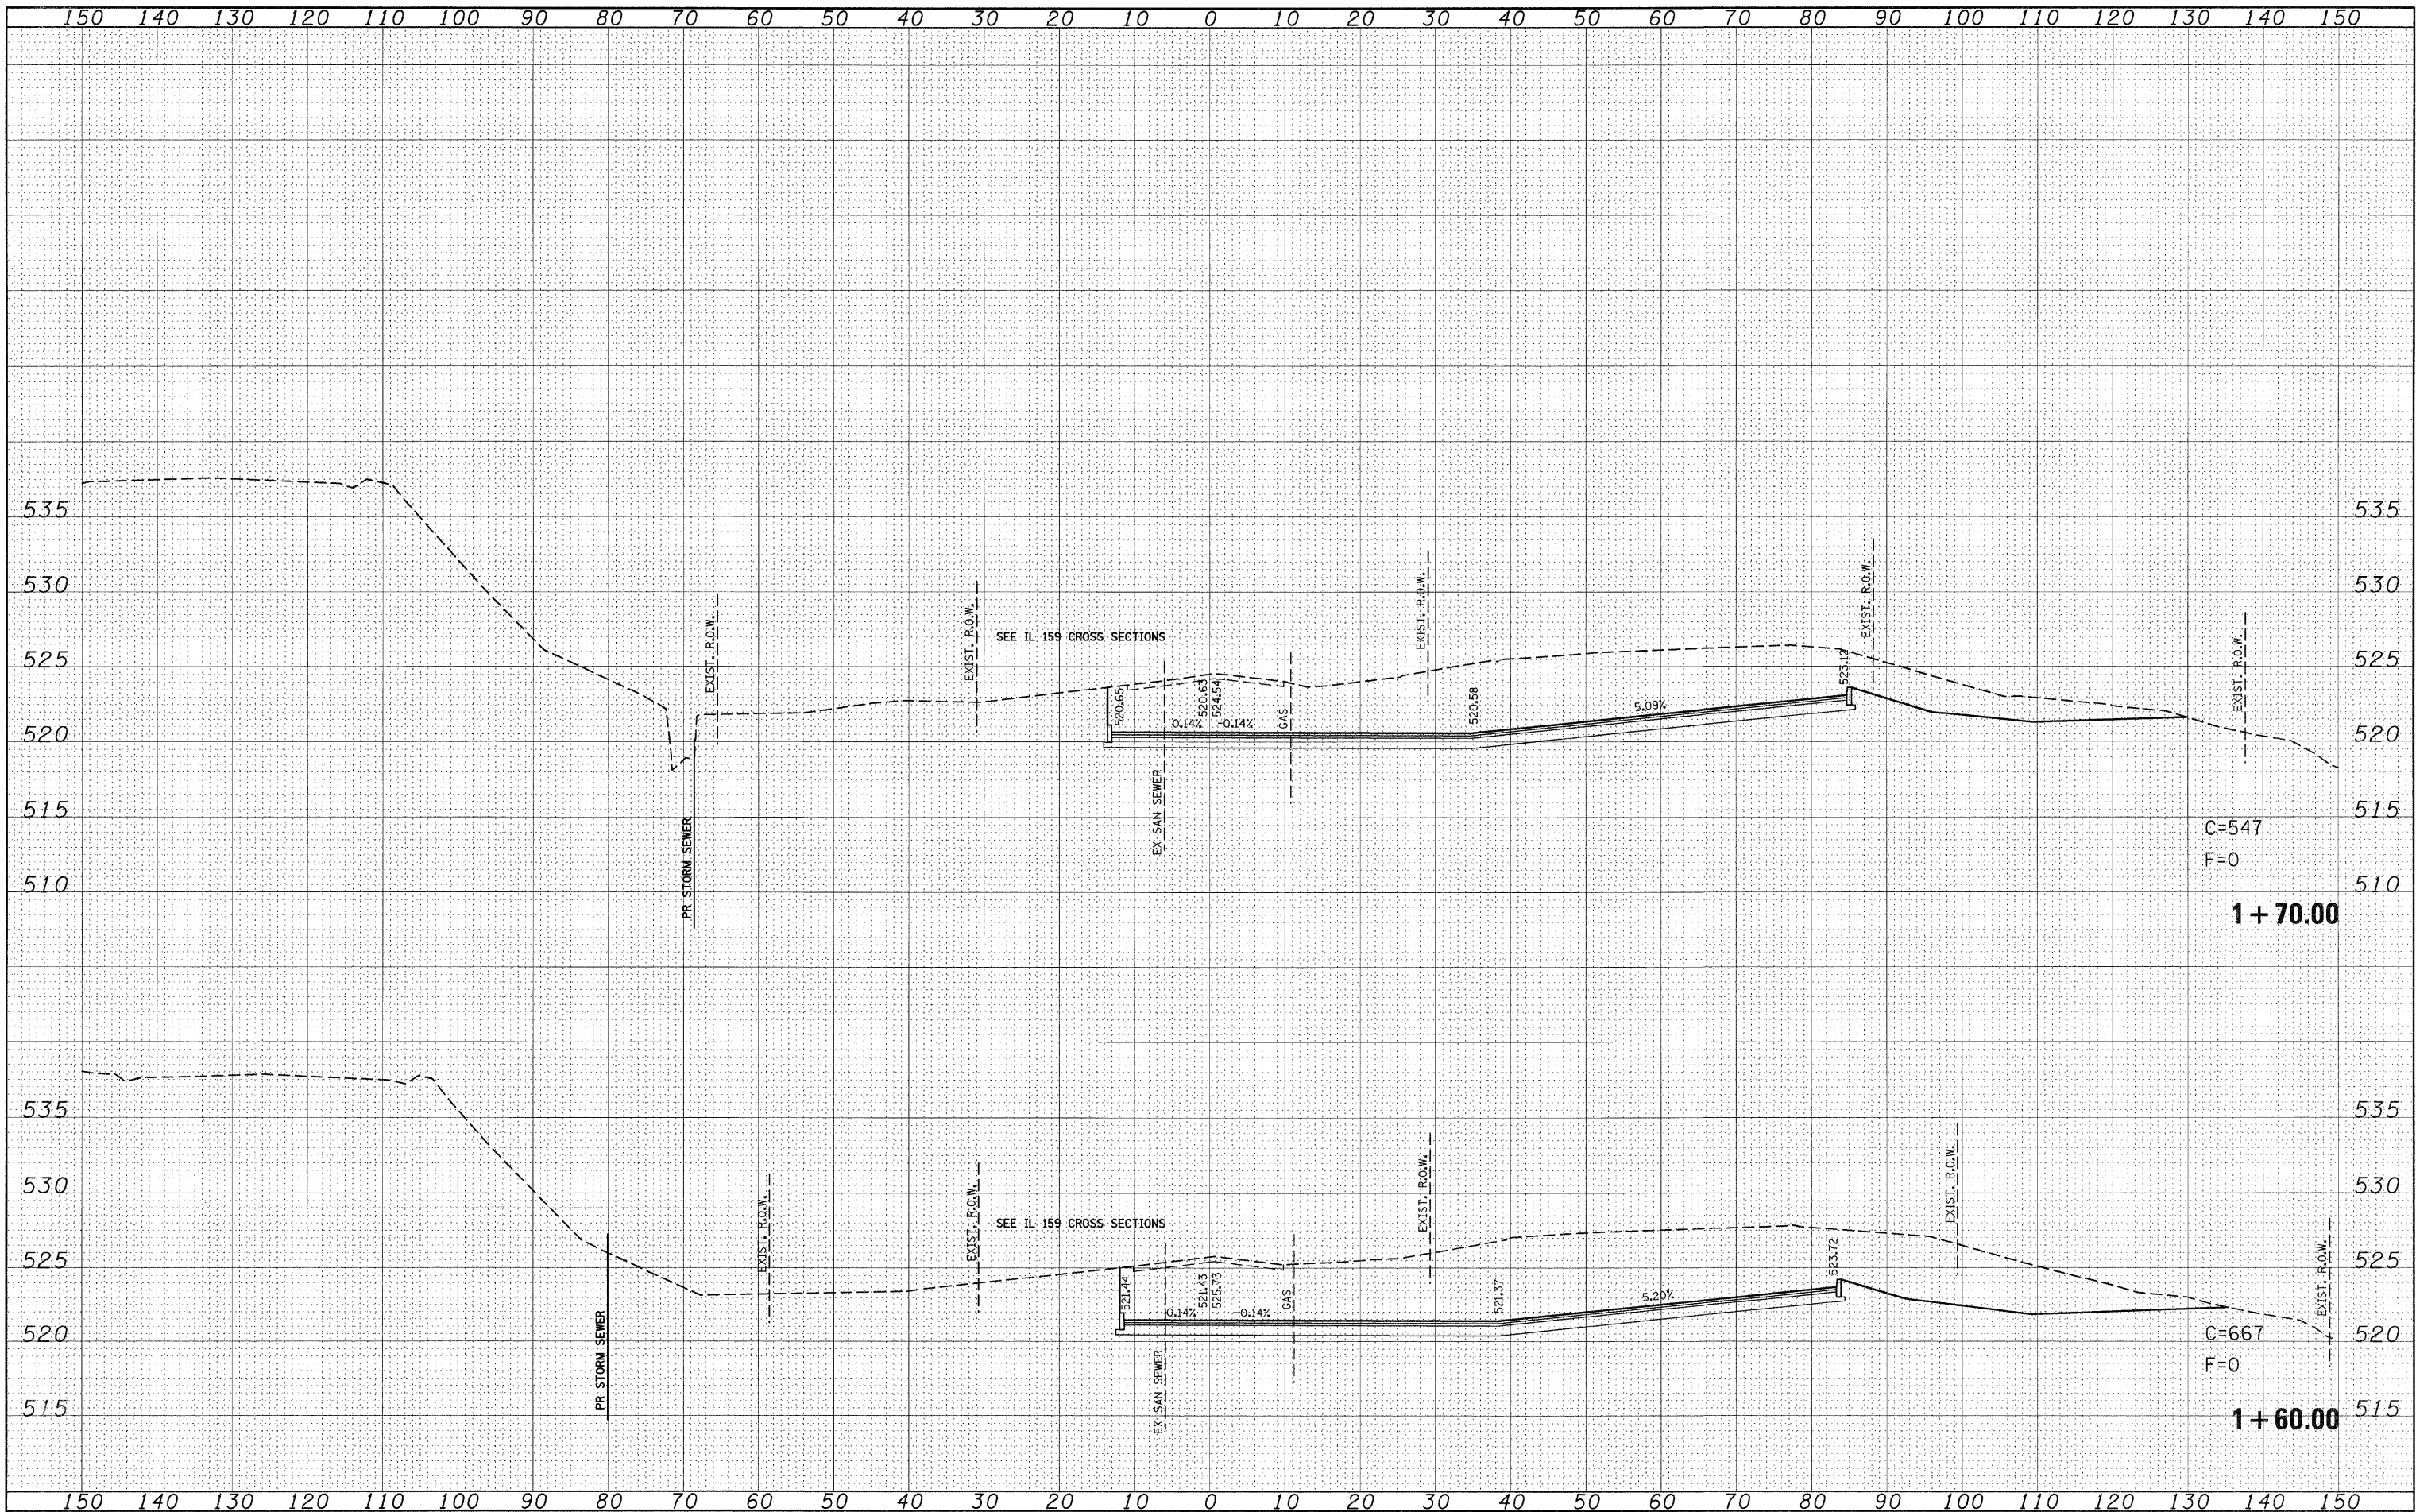 150 140 130 120 110 100 90 80 70 60 50 40 30 20 10 0 10 20 30 40 50 60 70 80 90 100 110 120 130 140 150
535 535
530 530
525 525
520 520
515 515
510 510
EXIST. R.O.W.
EXIST. R.O.W.
SEE IL 159 CROSS SECTIONS
EXIST. R.O.W.
EXIST. R.O.W.
EXIST. R.O.W.
520.65
0.14%
520.63
524.54
-0.14%
GAS
520.58
5.09%
523.12
PR STORM SEWER
EX SAN SEWER
C=547
F=0
1+70.00
535 535
530 530
525 525
520 520
515 515
EXIST. R.O.W.
EXIST. R.O.W.
SEE IL 159 CROSS SECTIONS
EXIST. R.O.W.
EXIST. R.O.W.
EXIST. R.O.W.
521.44
0.14%
521.43
525.73
-0.14%
GAS
521.37
5.20%
523.72
PR STORM SEWER
EX SAN SEWER
C=667
F=0
1+60.00
150 140 130 120 110 100 90 80 70 60 50 40 30 20 10 0 10 20 30 40 50 60 70 80 90 100 110 120 130 140 150